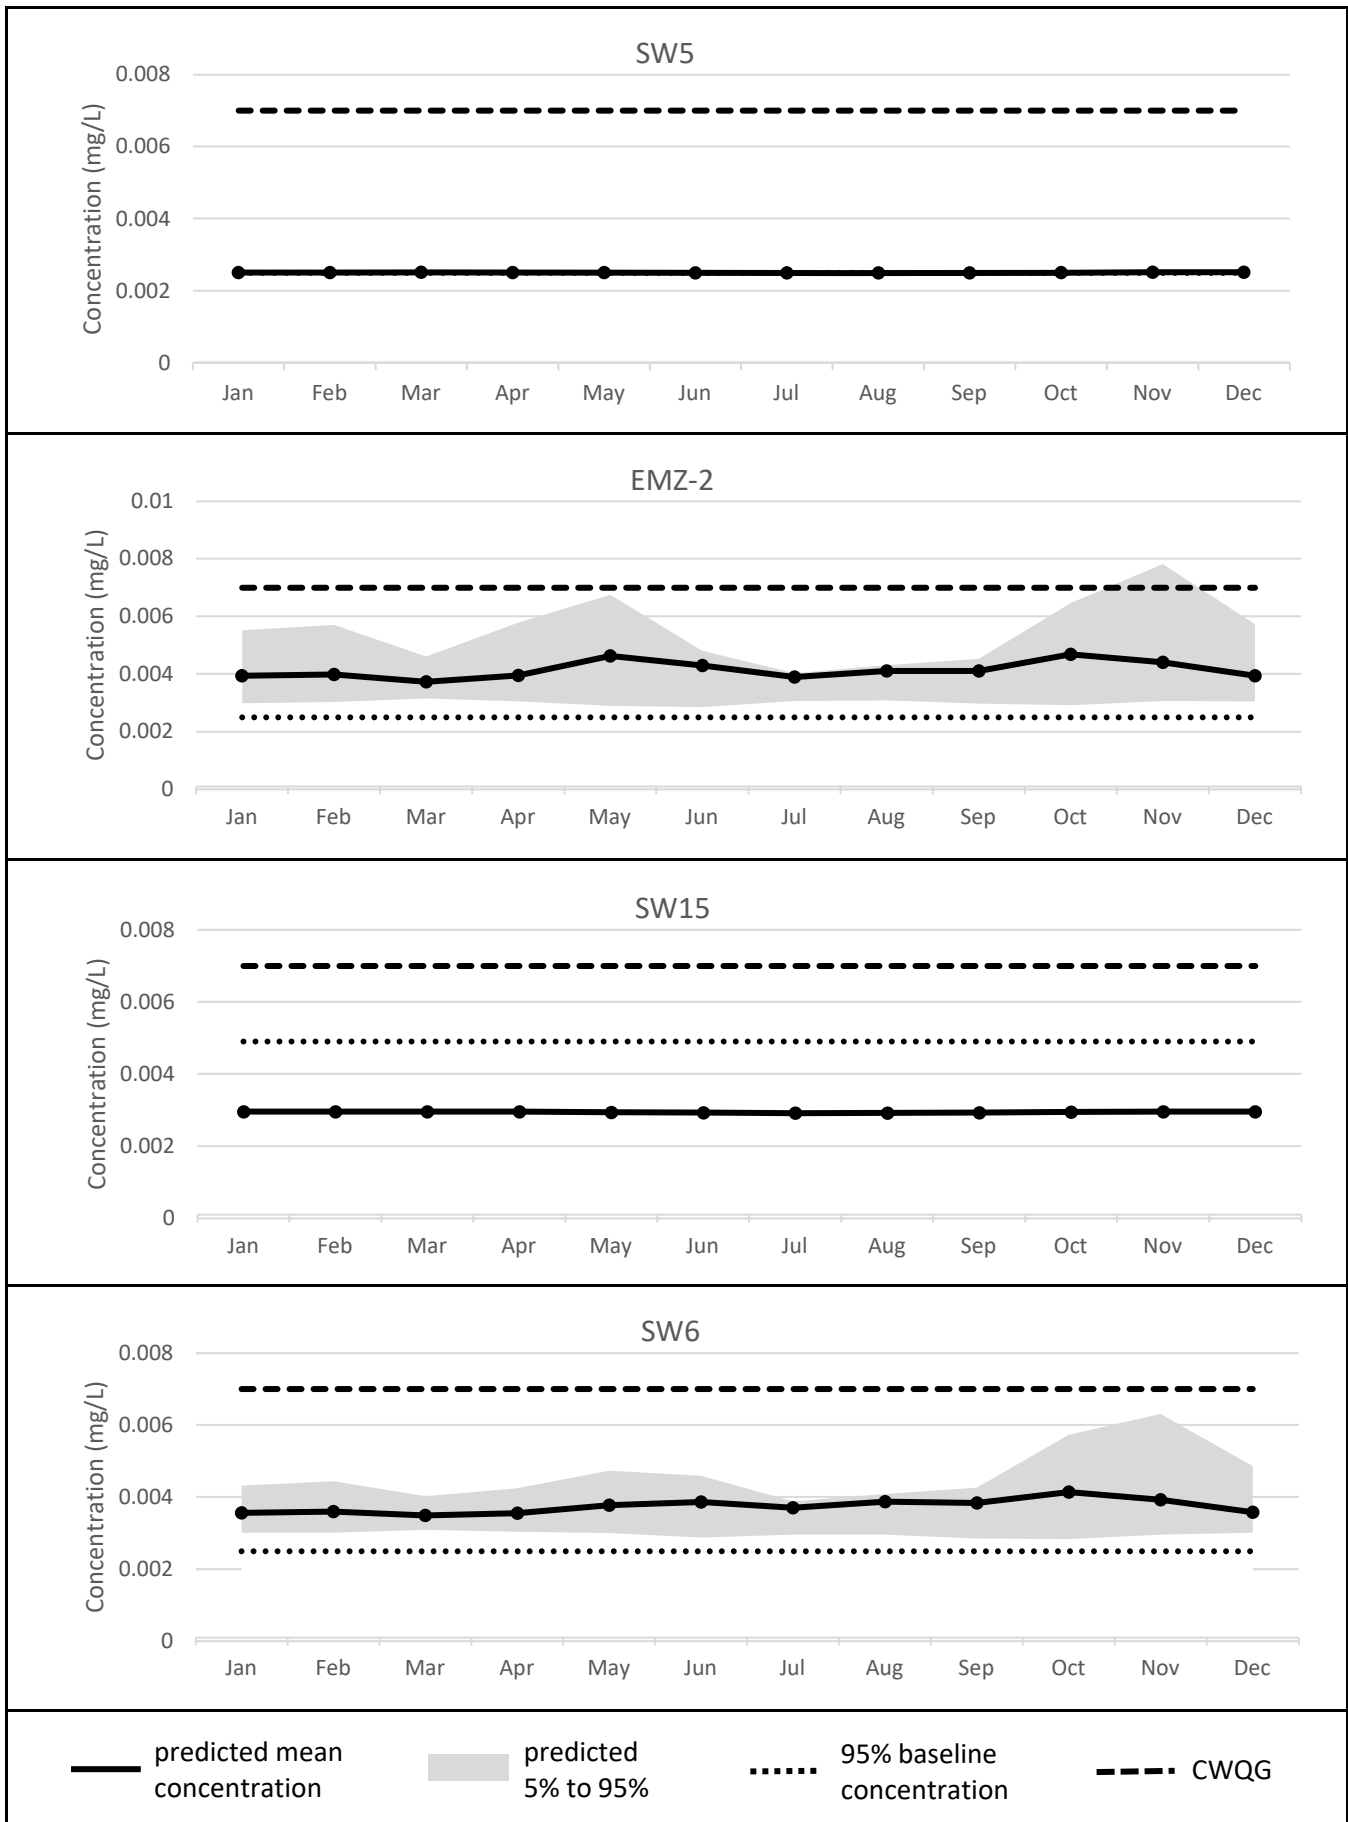 SW5
Concentration (mg/L)
0.008
0.006
0.004
0.002
0
Jan Feb Mar Apr May Jun Jul Aug Sep Oct Nov Dec
EMZ-2
Concentration (mg/L)
0.01
0.008
0.006
0.004
0.002
0
Jan Feb Mar Apr May Jun Jul Aug Sep Oct Nov Dec
SW15
Concentration (mg/L)
0.008
0.006
0.004
0.002
0
Jan Feb Mar Apr May Jun Jul Aug Sep Oct Nov Dec
SW6
Concentration (mg/L)
0.008
0.006
0.004
0.002
0
Jan Feb Mar Apr May Jun Jul Aug Sep Oct Nov Dec
predicted mean
concentration
predicted
5% to 95%
95% baseline
concentration
CWQG